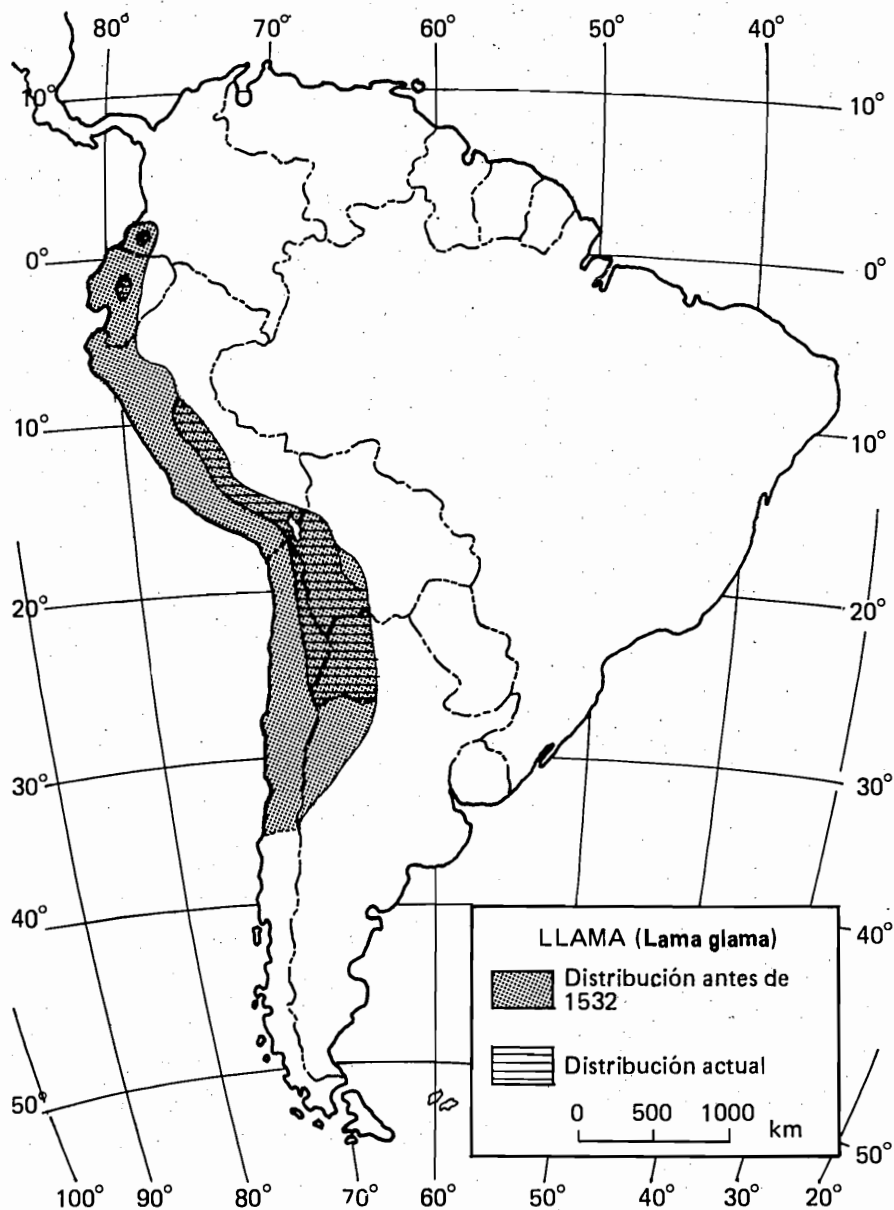 80° 70° 60° 50° 40°
10° 10°
0° 0°
10° 10°
20° 20°
30° 30°
40° 40°
50° 50°
LLAMA (Lama glama)
Distribución antes de
1532
Distribución actual
0 500 1000 km
100° 90° 80° 70° 60° 50° 40° 30° 20°